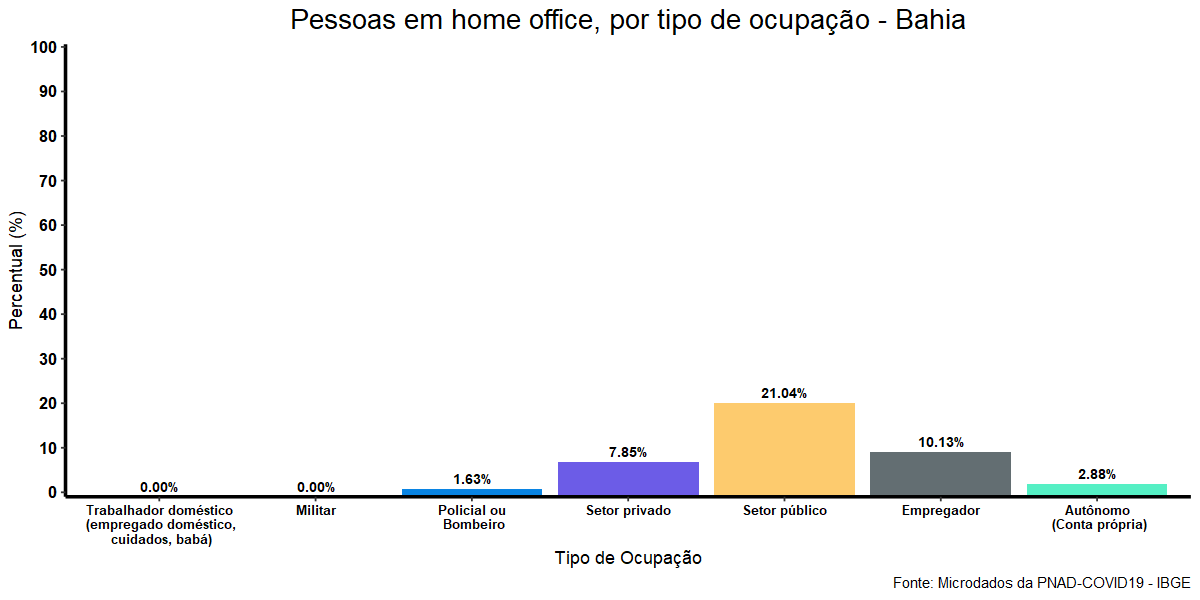 Pessoas em home office, por tipo de ocupação - Bahia
Percentual (%)
100
90
80
70
60
50
40
30
20
10
0
0.00%
0.00%
1.63%
7.85%
21.04%
10.13%
2.88%
Trabalhador doméstico
(empregado doméstico,
cuidados, babá)
Militar
Policial ou
Bombeiro
Setor privado
Setor público
Empregador
Autônomo
(Conta própria)
Tipo de Ocupação
Fonte: Microdados da PNAD-COVID19 - IBGE